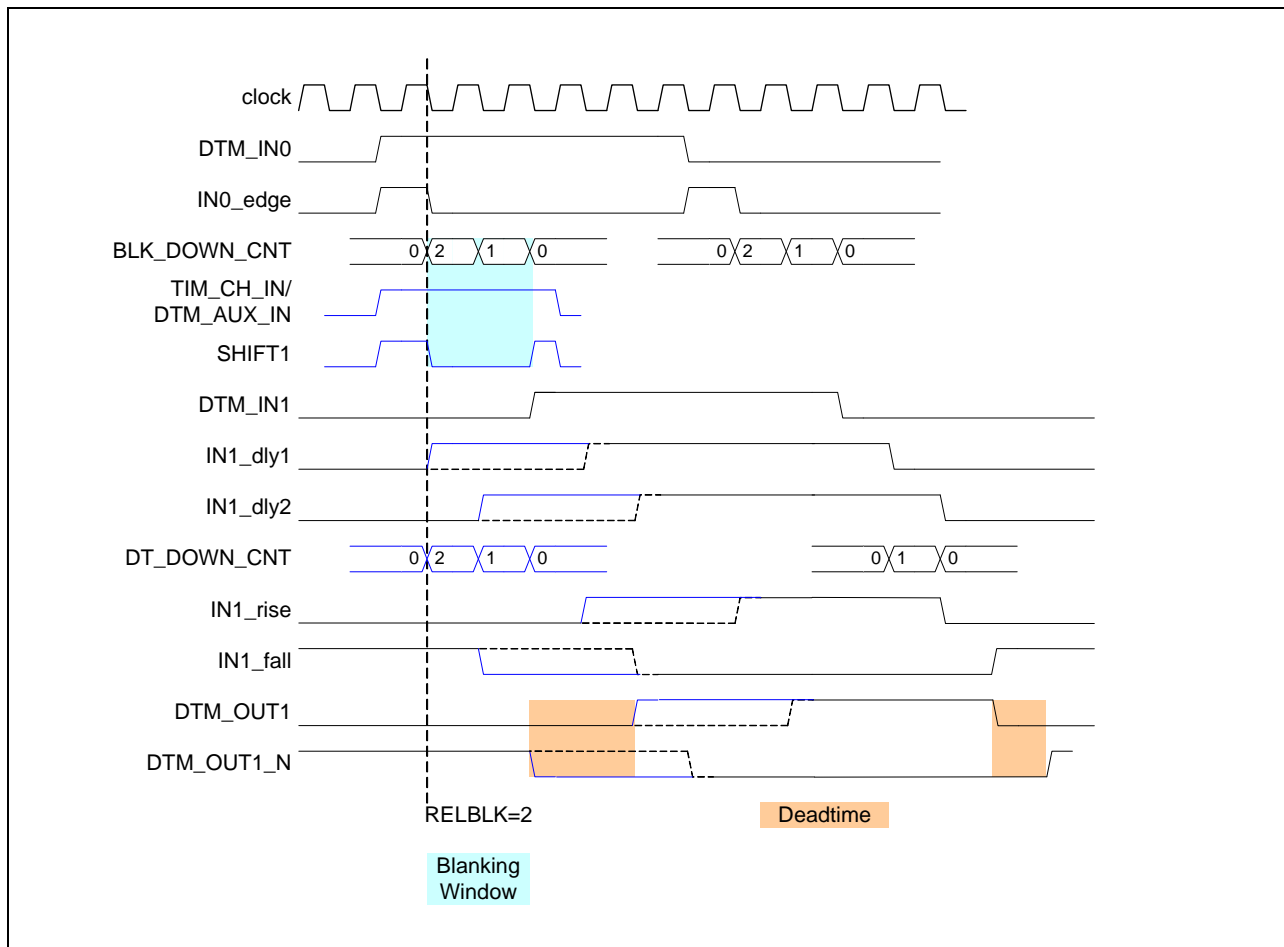 clock
DTM_IN0
IN0_edge
BLK_DOWN_CNT 0 2 1 0 0 2 1 0
TIM_CH_IN/
DTM_AUX_IN
SHIFT1
DTM_IN1
IN1_dly1
IN1_dly2
DT_DOWN_CNT 0 2 1 0 0 1 0
IN1_rise
IN1_fall
DTM_OUT1
DTM_OUT1_N
RELBLK=2 Deadtime
Blanking
Window